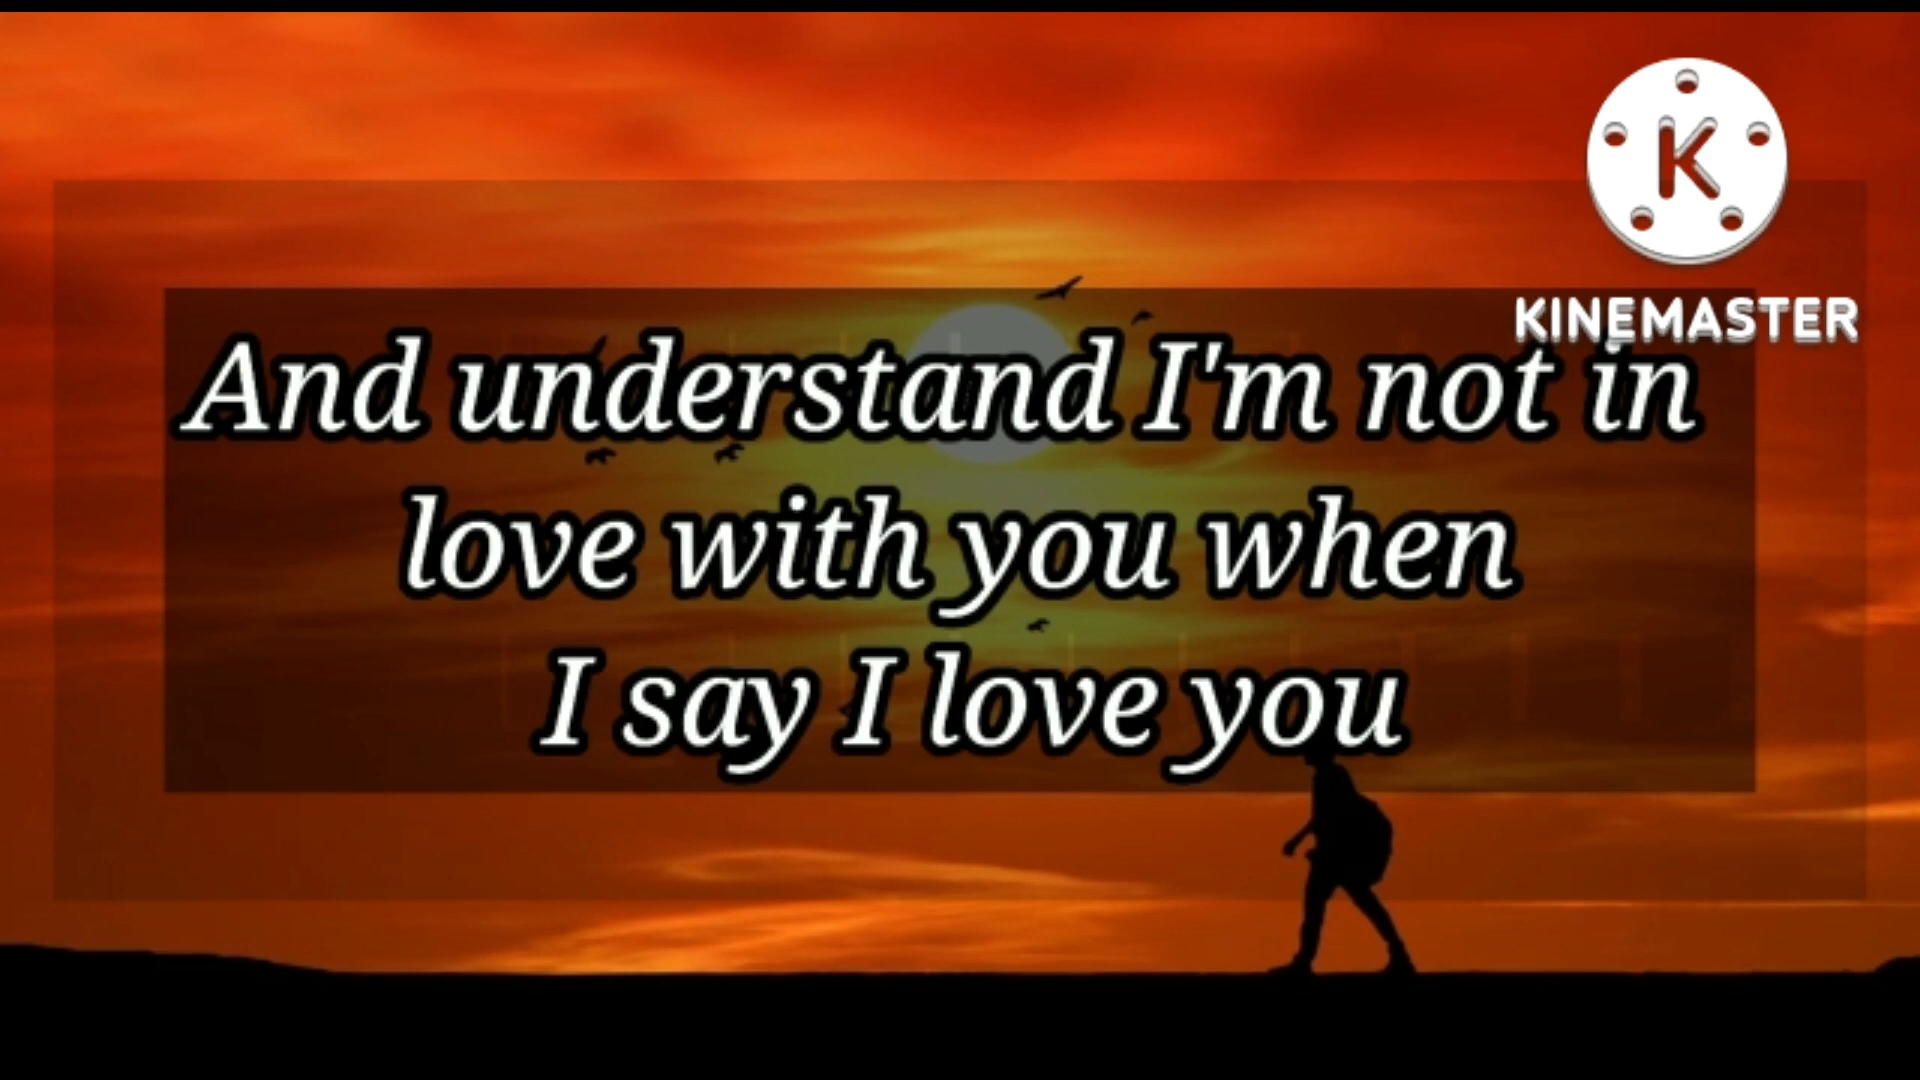 K
KINEMASTER
And understand I'm not in
love with you when
I say I love you